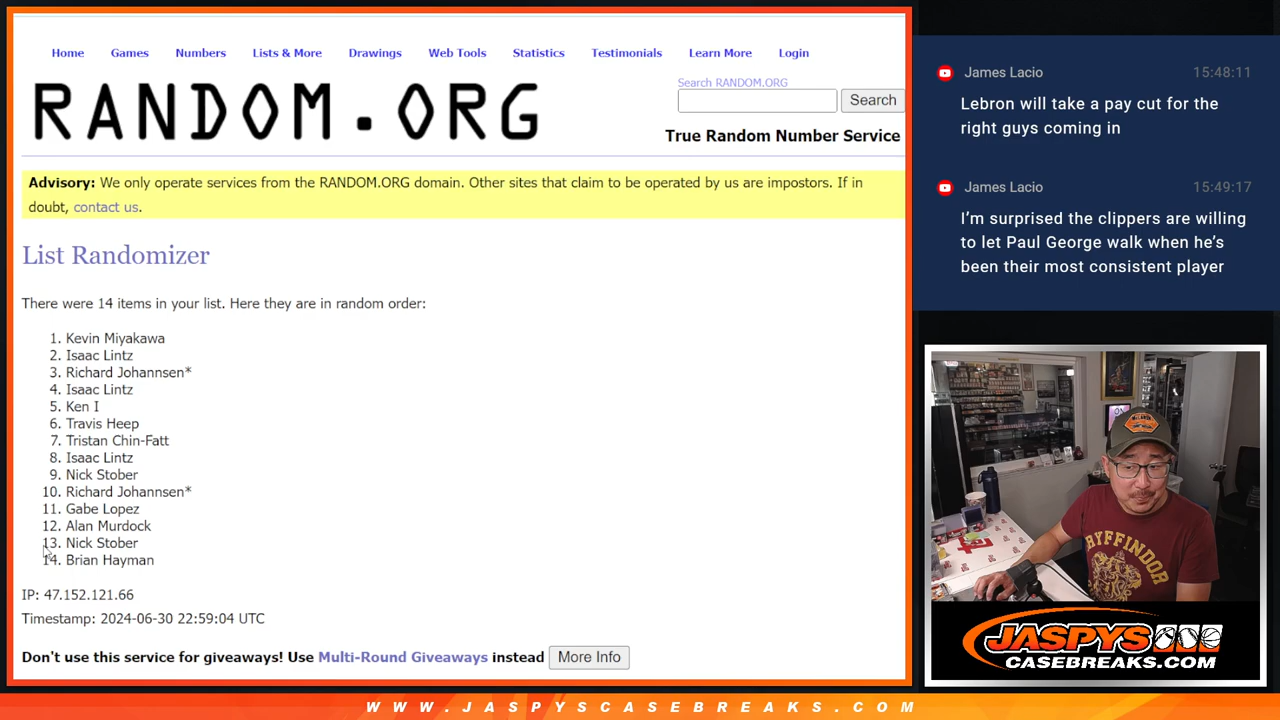 Home Games Numbers Lists & More Drawings Web Tools Statistics Testimonials Learn More Login
RANDOM.ORG
Search RANDOM.ORG
Search
True Random Number Service
Advisory: We only operate services from the RANDOM.ORG domain. Other sites that claim to be operated by us are impostors. If in
doubt, contact us.
List Randomizer
There were 14 items in your list. Here they are in random order:
1. Kevin Miyakawa
2. Isaac Lintz
3. Richard Johannsen*
4. Isaac Lintz
5. Ken I
6. Travis Heep
7. Tristan Chin-Fatt
8. Isaac Lintz
9. Nick Stober
10. Richard Johannsen*
11. Gabe Lopez
12. Alan Murdock
13. Nick Stober
14. Brian Hayman
IP: 47.152.121.66
Timestamp: 2024-06-30 22:59:04 UTC
Don't use this service for giveaways! Use Multi-Round Giveaways instead More Info
James Lacio 15:48:11
Lebron will take a pay cut for the
right guys coming in
James Lacio 15:49:17
I'm surprised the clippers are willing
to let Paul George walk when he's
been their most consistent player
GRYFFINDOR
JASPYS
CASEBREAKS.COM
WWW.JASPYSCASEBREAKS.COM